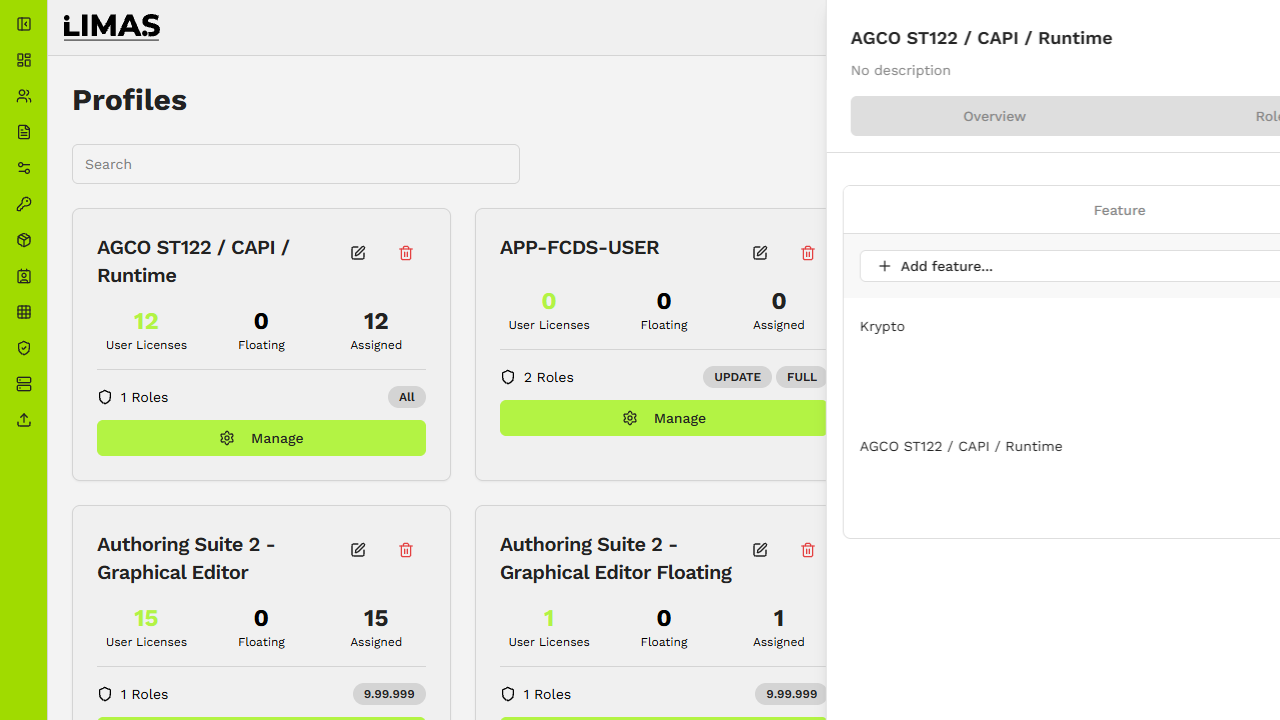 LIMAS
Profiles
Search
AGCO ST122 / CAPI /
Runtime
12
User Licenses
0
Floating
12
Assigned
1 Roles
All
Manage
APP-FCDS-USER
0
User Licenses
0
Floating
0
Assigned
2 Roles
UPDATE
FULL
Manage
Authoring Suite 2 -
Graphical Editor
15
User Licenses
0
Floating
15
Assigned
1 Roles
9.99.999
Authoring Suite 2 -
Graphical Editor Floating
1
User Licenses
0
Floating
1
Assigned
1 Roles
9.99.999
AGCO ST122 / CAPI / Runtime
No description
Overview
Feature
Add feature...
Krypto
AGCO ST122 / CAPI / Runtime